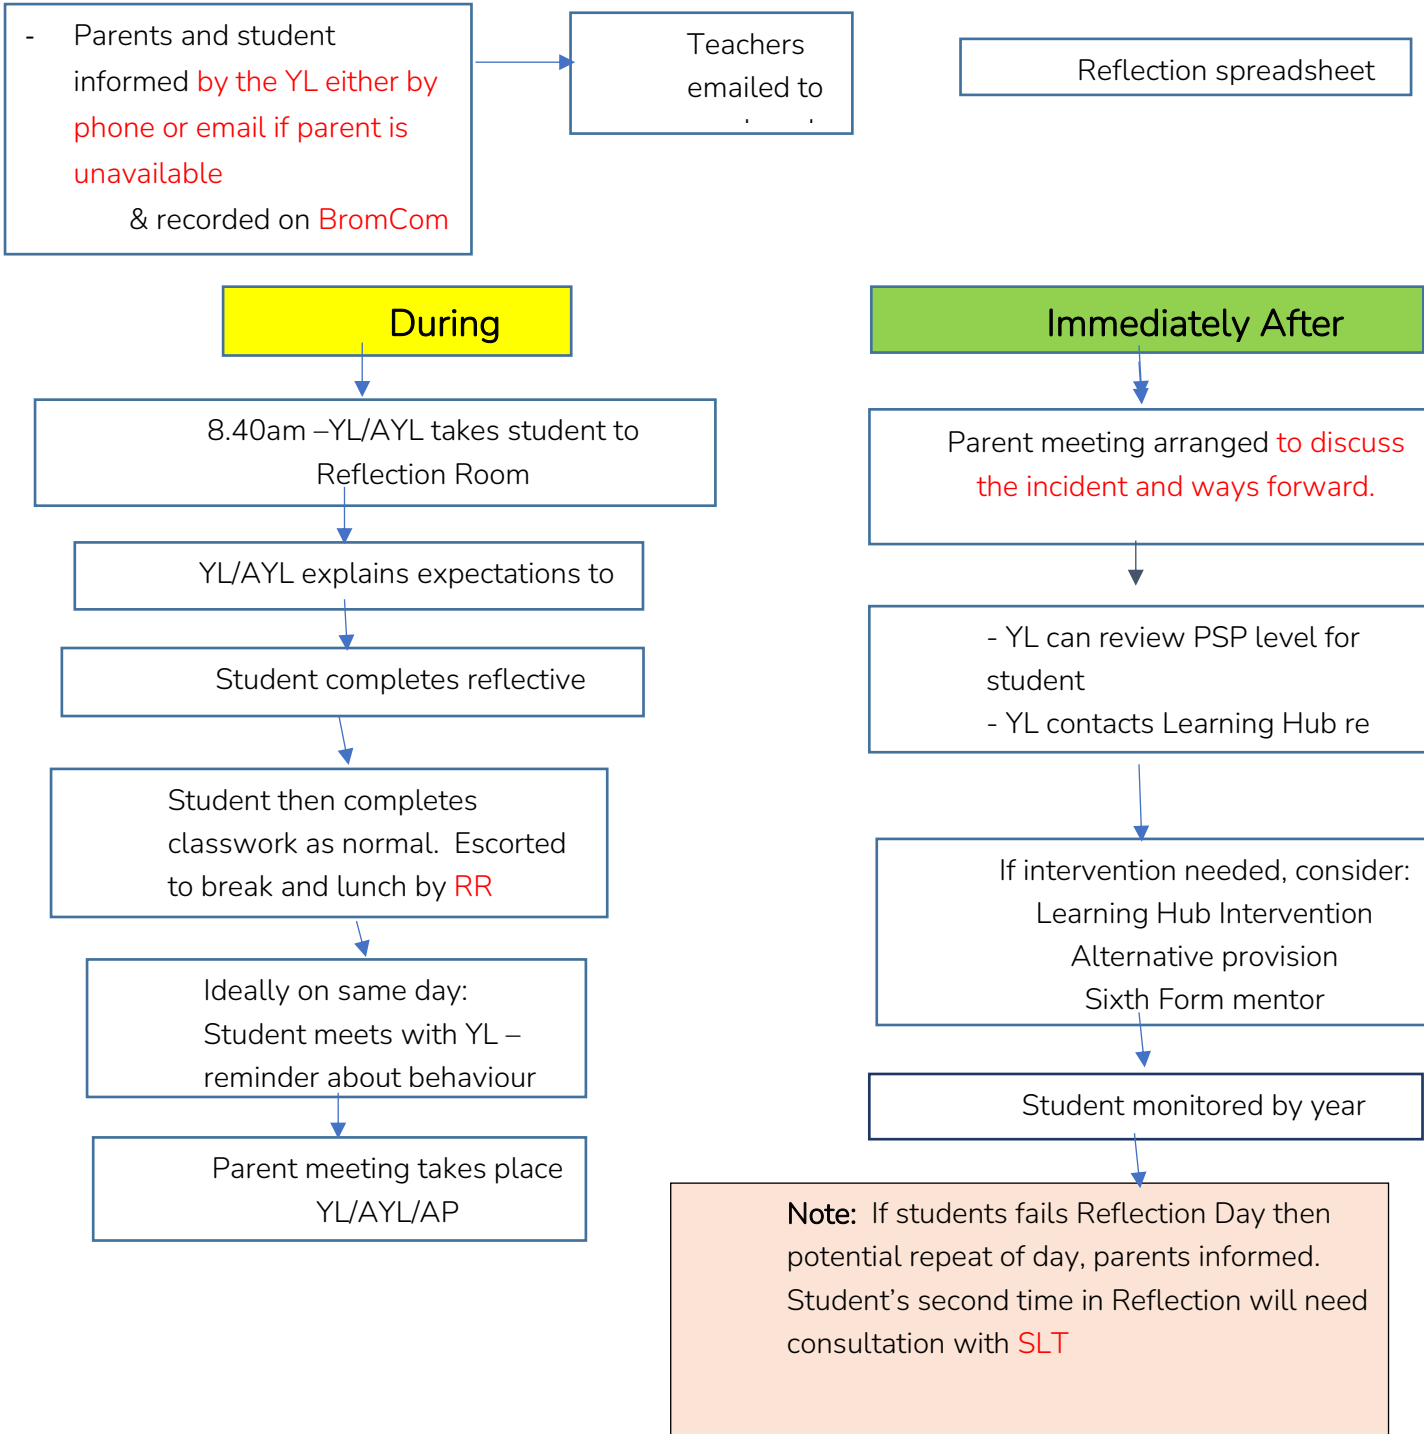 - Parents and student
informed by the YL either by
phone or email if parent is
unavailable
& recorded on BromCom
Teachers
emailed to
Reflection spreadsheet
During
8.40am –YL/AYL takes student to
Reflection Room
YL/AYL explains expectations to
Student completes reflective
Student then completes
classwork as normal.  Escorted
to break and lunch by RR
Ideally on same day:
Student meets with YL –
reminder about behaviour
Parent meeting takes place
YL/AYL/AP
Immediately After
Parent meeting arranged to discuss
the incident and ways forward.
- YL can review PSP level for
student
- YL contacts Learning Hub re
If intervention needed, consider:
Learning Hub Intervention
Alternative provision
Sixth Form mentor
Student monitored by year
Note:  If students fails Reflection Day then
potential repeat of day, parents informed.
Student’s second time in Reflection will need
consultation with SLT